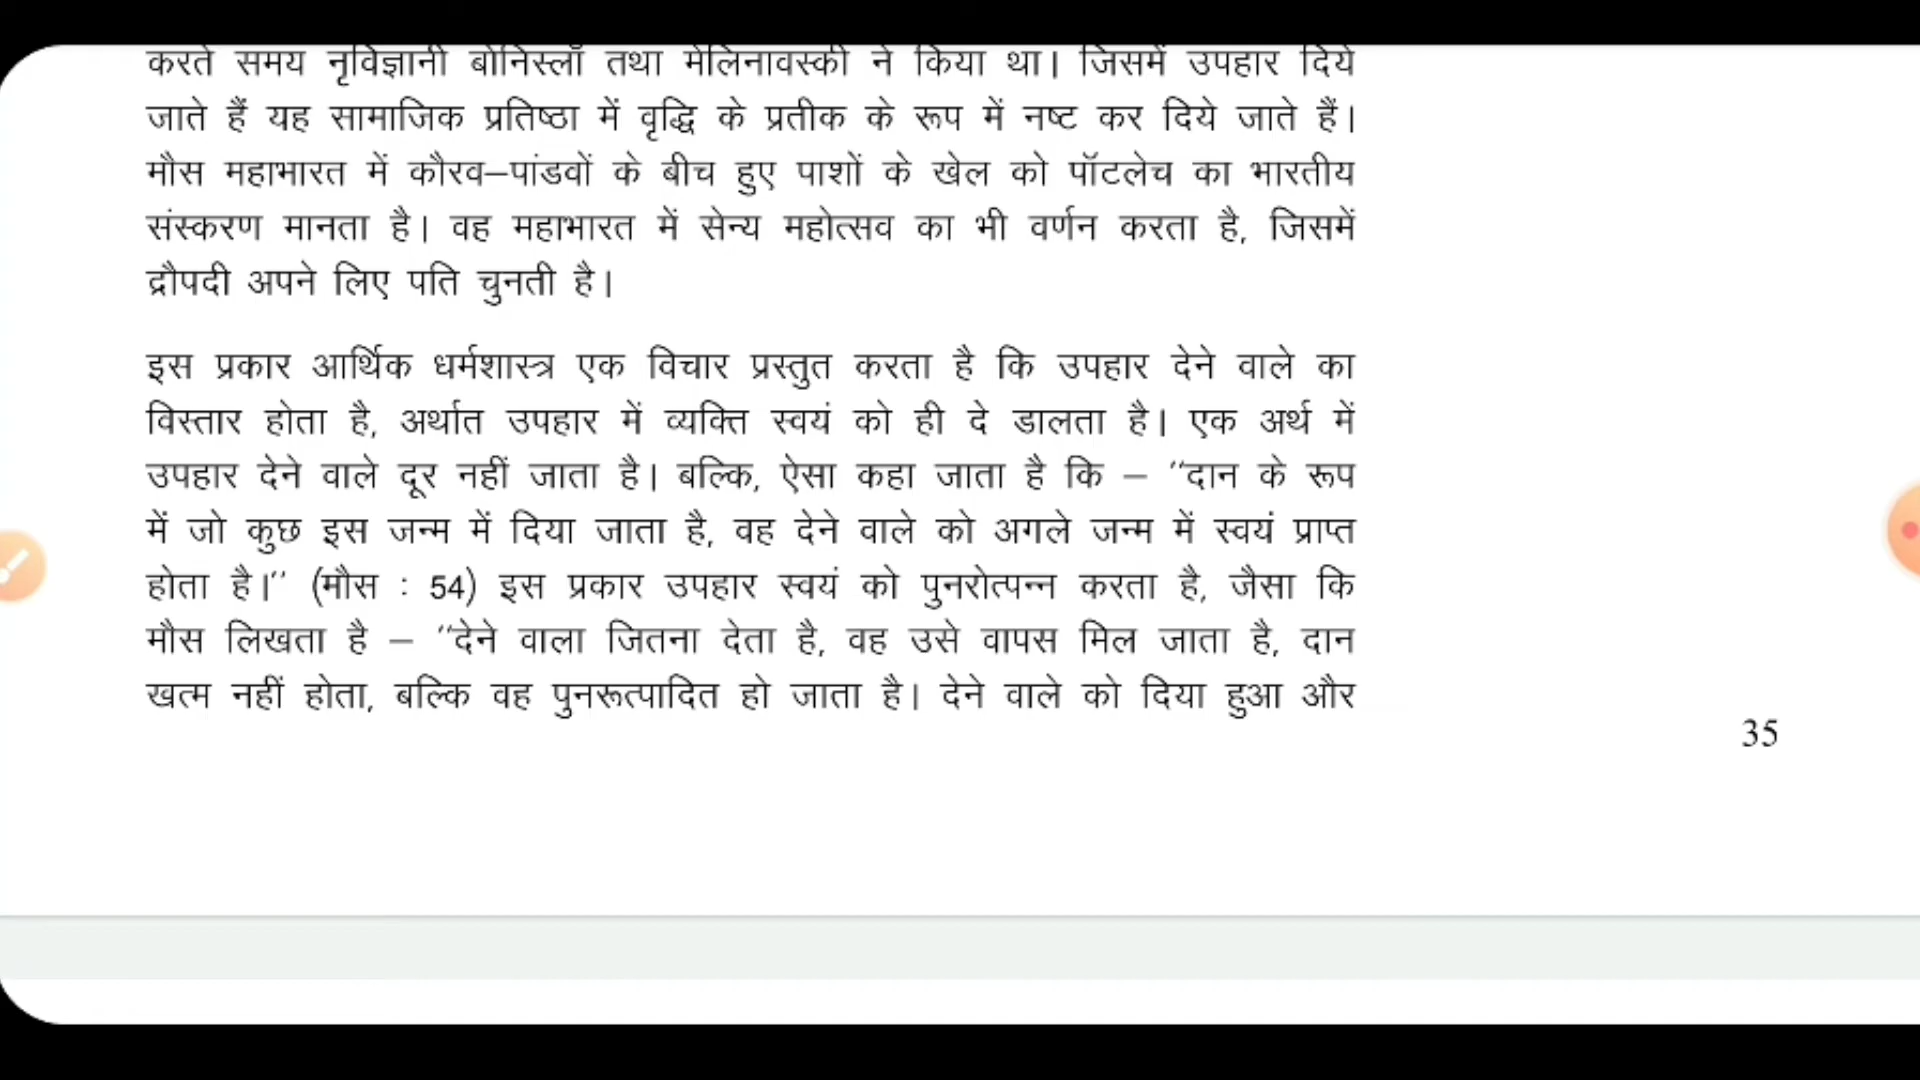 करते समय नृविज्ञानी बोनिस्लॉ तथा मेलिनावस्की ने किया था। जिसमें उपहार दिये
जाते हैं यह सामाजिक प्रतिष्ठा में वृद्धि के प्रतीक के रूप में नष्ट कर दिये जाते हैं।
मौस महाभारत में कौरव–पांडवों के बीच हुए पाशों के खेल को पॉटलेच का भारतीय
संस्करण मानता है। वह महाभारत में सेन्य महोत्सव का भी वर्णन करता है, जिसमें
द्रौपदी अपने लिए पति चुनती है।
इस प्रकार आर्थिक धर्मशास्त्र एक विचार प्रस्तुत करता है कि उपहार देने वाले का
विस्तार होता है, अर्थात उपहार में व्यक्ति स्वयं को ही दे डालता है। एक अर्थ में
उपहार देने वाले दूर नहीं जाता है। बल्कि, ऐसा कहा जाता है कि – ''दान के रूप
में जो कुछ इस जन्म में दिया जाता है, वह देने वाले को अगले जन्म में स्वयं प्राप्त
होता है।'' (मौस : 54) इस प्रकार उपहार स्वयं को पुनरोत्पन्न करता है, जैसा कि
मौस लिखता है – ''देने वाला जितना देता है, वह उसे वापस मिल जाता है, दान
खत्म नहीं होता, बल्कि वह पुनरूत्पादित हो जाता है। देने वाले को दिया हुआ और
35